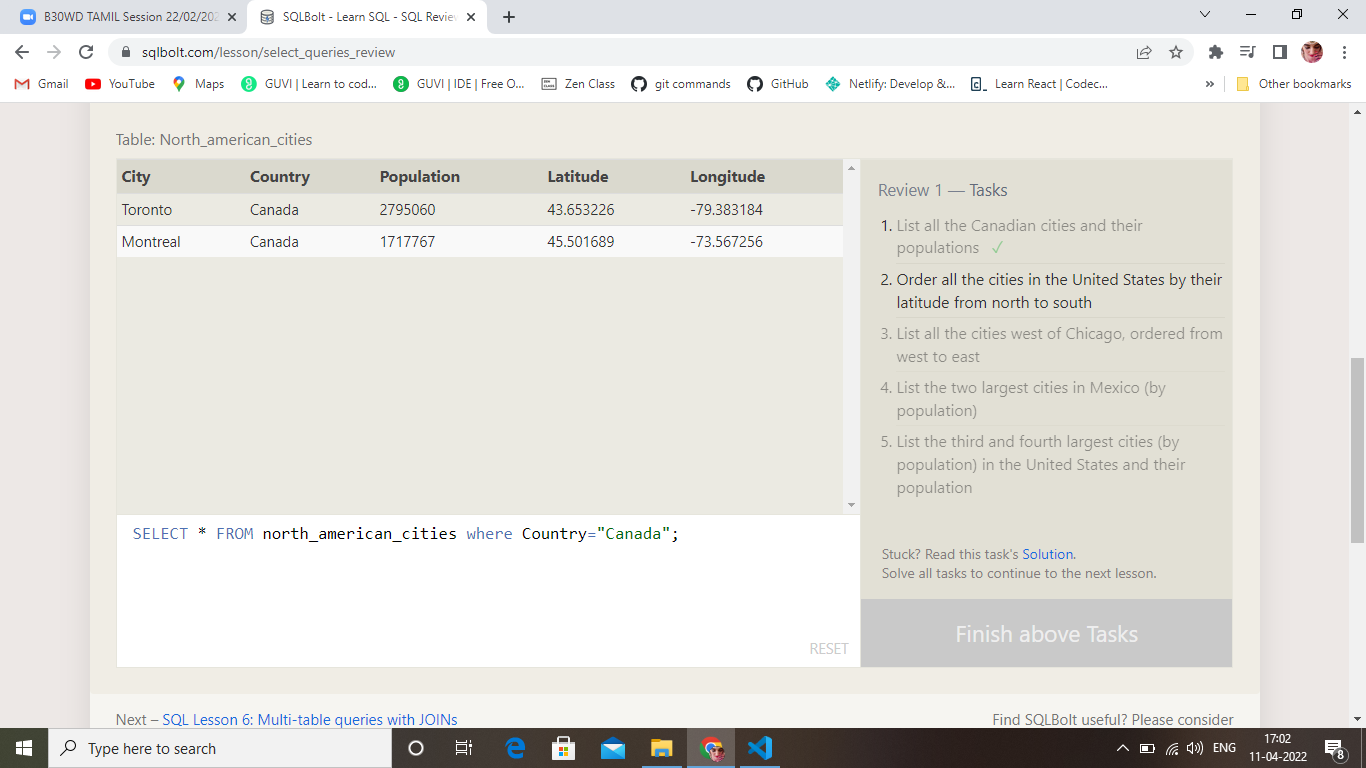 B30WD TAMIL Session 22/02/202
SQLBolt - Learn SQL - SQL Review
sqlbolt.com/lesson/select_queries_review
Gmail
YouTube
Maps
GUVI | Learn to cod...
GUVI | IDE | Free O...
Zen Class
git commands
GitHub
Netlify: Develop &...
Learn React | Codec...
»
Other bookmarks
Table: North_american_cities
City Country Population Latitude Longitude
Toronto Canada 2795060 43.653226 -79.383184
Montreal Canada 1717767 45.501689 -73.567256
SELECT * FROM north_american_cities where Country="Canada";
RESET
Review 1 — Tasks
1. List all the Canadian cities and their
populations ✓
2. Order all the cities in the United States by their
latitude from north to south
3. List all the cities west of Chicago, ordered from
west to east
4. List the two largest cities in Mexico (by
population)
5. List the third and fourth largest cities (by
population) in the United States and their
population
Stuck? Read this task's Solution.
Solve all tasks to continue to the next lesson.
Finish above Tasks
Next – SQL Lesson 6: Multi-table queries with JOINs
Find SQLBolt useful? Please consider
Type here to search
ENG
17:02
11-04-2022
8